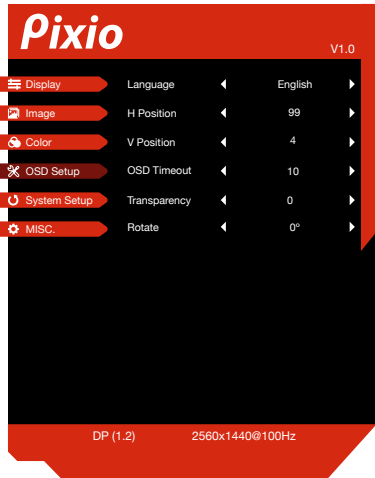 Pixio
V1.0
Display Language English
Image H Position 99
Color V Position 4
OSD Setup OSD Timeout 10
System Setup Transparency 0
MISC. Rotate 0°
DP (1.2) 2560x1440@100Hz